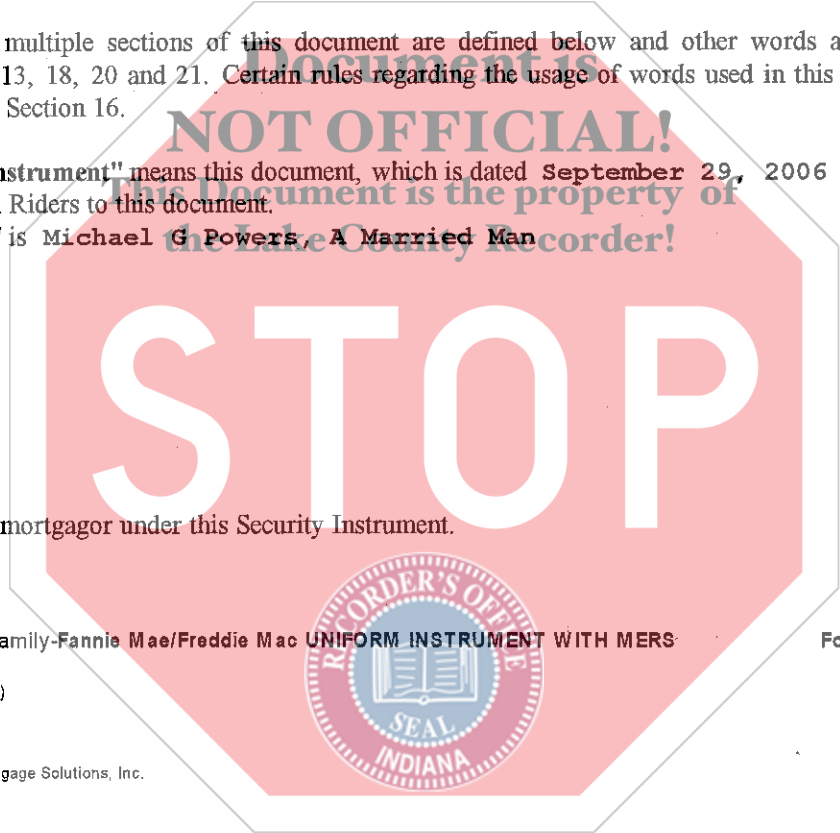 multiple sections of this document are defined below and other words a
13, 18, 20 and 21. Certain rules regarding the usage of words used in this
Section 16.
Document is
NOT OFFICIAL!
This Document is the property of
the Lake County Recorder!
nstrument" means this document, which is dated September 29, 2006
Riders to this document.
is Michael G Powers, A Married Man
STOP
mortgagor under this Security Instrument.
RECORDER'S OFFICE
SEAL
INDIANA
amily-Fannie Mae/Freddie Mac UNIFORM INSTRUMENT WITH MERS Fo
)
gage Solutions, Inc.